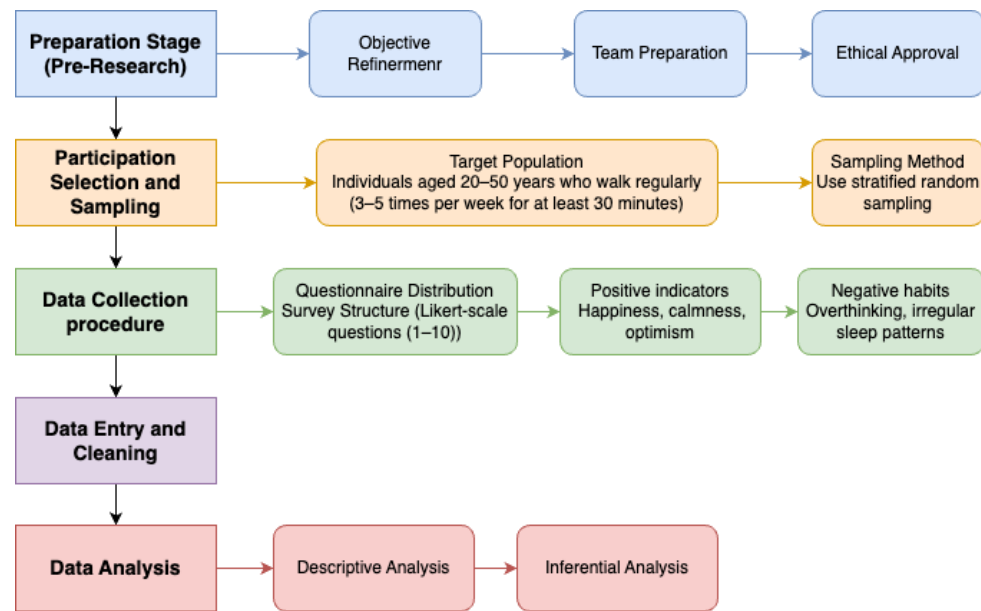 Preparation Stage
(Pre-Research)
Objective
Refinermenr
Team Preparation
Ethical Approval
Participation
Selection and
Sampling
Target Population
Individuals aged 20–50 years who walk regularly
(3–5 times per week for at least 30 minutes)
Sampling Method
Use stratified random
sampling
Data Collection
procedure
Questionnaire Distribution
Survey Structure (Likert-scale
questions (1–10))
Positive indicators
Happiness, calmness,
optimism
Negative habits
Overthinking, irregular
sleep patterns
Data Entry and
Cleaning
Data Analysis
Descriptive Analysis
Inferential Analysis